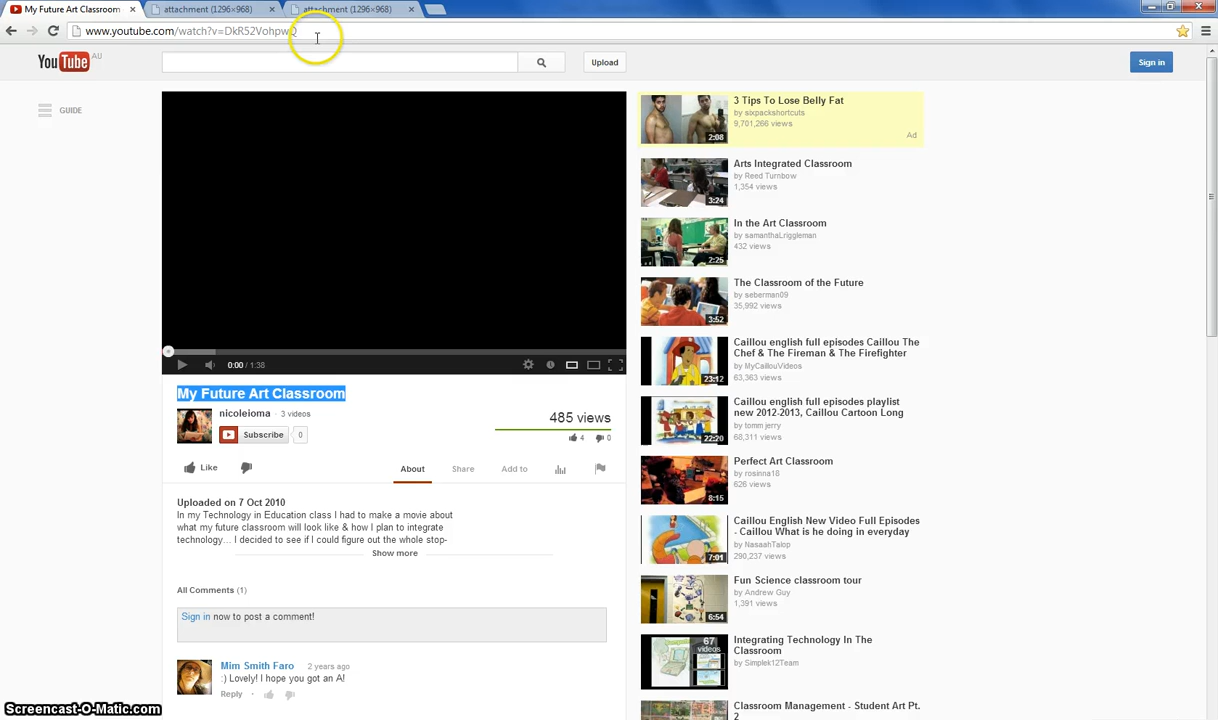 My Future Art Classroom
attachment (1296×968)
attachment (1296×968)
www.youtube.com/watch?v=DkR52VohpwQ
YouTube AU
Upload
Sign in
GUIDE
0:00 / 1:38
My Future Art Classroom
nicoleioma · 3 videos
Subscribe 0
485 views
4 0
Like
About
Share
Add to
Uploaded on 7 Oct 2010
In my Technology in Education class I had to make a movie about
what my future classroom will look like & how I plan to integrate
technology... I decided to see if I could figure out the whole stop-
Show more
All Comments (1)
Sign in now to post a comment!
Mim Smith Faro 2 years ago
:) Lovely! I hope you got an A!
Reply ·
3 Tips To Lose Belly Fat
by sixpackshortcuts
9,701,266 views
Ad
2:08
Arts Integrated Classroom
by Reed Turnbow
1,354 views
3:24
In the Art Classroom
by samanthaLriggleman
432 views
2:25
The Classroom of the Future
by seberman09
35,992 views
3:52
Caillou english full episodes Caillou The
Chef & The Fireman & The Firefighter
by MyCaillouVideos
63,363 views
23:12
Caillou english full episodes playlist
new 2012-2013, Caillou Cartoon Long
by tomm jerry
68,311 views
22:20
Perfect Art Classroom
by rosinna18
626 views
8:15
Caillou English New Video Full Episodes
- Caillou What is he doing in everyday
by NasaahTalop
290,237 views
7:01
Fun Science classroom tour
by Andrew Guy
1,391 views
6:54
Integrating Technology In The
Classroom
by Simplek12Team
67
videos
Classroom Management - Student Art Pt.
2
Screencast-O-Matic.com